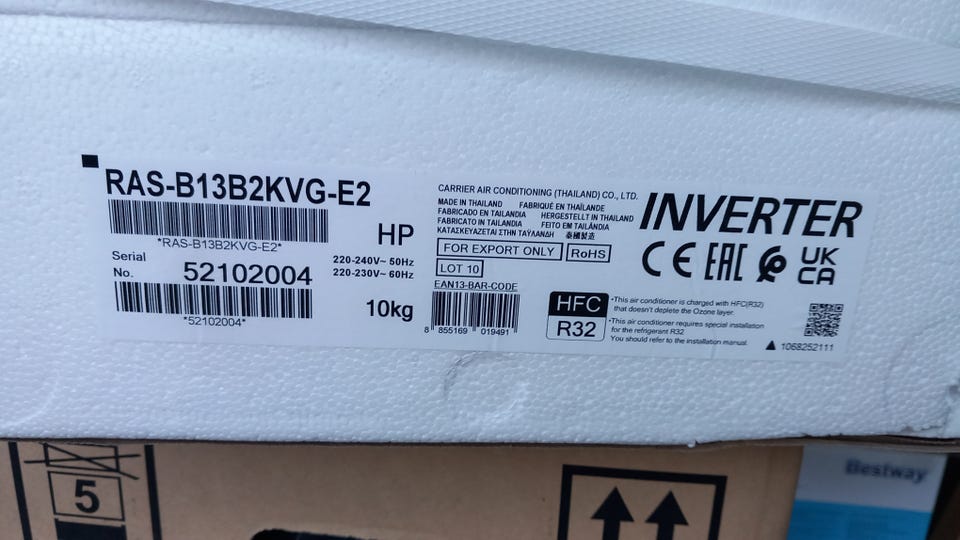 RAS-B13B2KVG-E2
*RAS-B13B2KVG-E2*
HP
Serial
No.
52102004
*52102004*
220-240V~ 50Hz
220-230V~ 60Hz
10kg
CARRIER AIR CONDITIONING (THAILAND) CO., LTD.
MADE IN THAILAND FABRIQUÉ EN THAÏLANDE
FABRICADO EN TAILANDIA HERGESTELLT IN THAILAND
FABRICATO IN TAILANDIA FEITO EM TAILÂNDIA
ΚΑΤΑΣΚΕΥΑΖΕΤΑΙ ΣΤΗΝ ΤΑΫΛΑΝΔΗ 泰國製造
FOR EXPORT ONLY RoHS
LOT 10
EAN13-BAR-CODE
8 855169 019491
INVERTER
CE EAC UK
CA
HFC
R32
*This air conditioner is charged with HFC(R32)
that doesn't deplete the Ozone layer.
*This air conditioner requires special installation
for the refrigerant R32
You should refer to the installation manual.
▲ 1068252111
5
Bestway